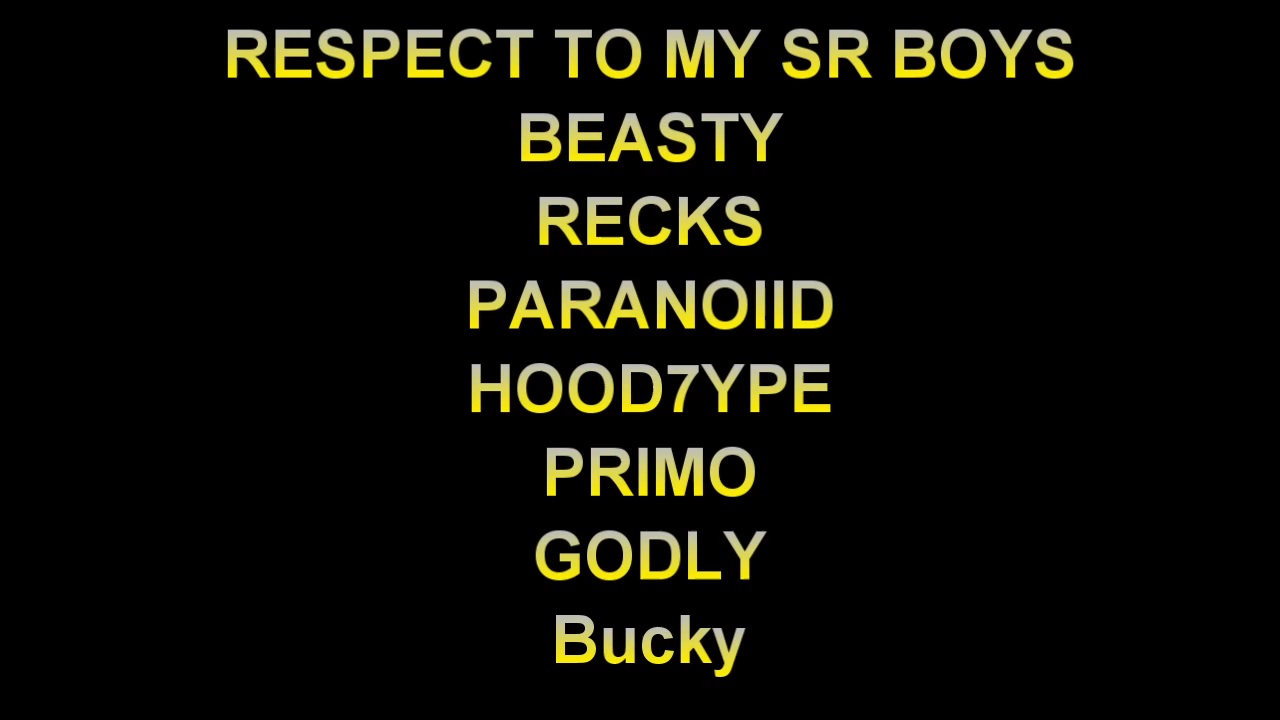 RESPECT TO MY SR BOYS
BEASTY
RECKS
PARANOIID
HOOD7YPE
PRIMO
GODLY
Bucky